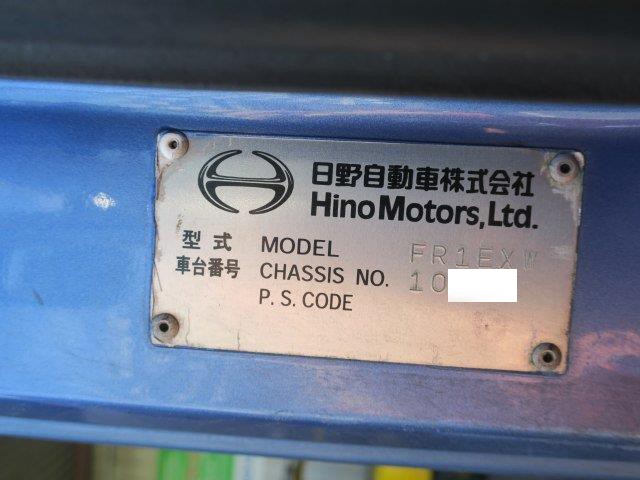 日野自動車株式会社
Hino Motors, Ltd.
型式 MODEL FR1EXW
車台番号 CHASSIS NO. 10
P.S. CODE